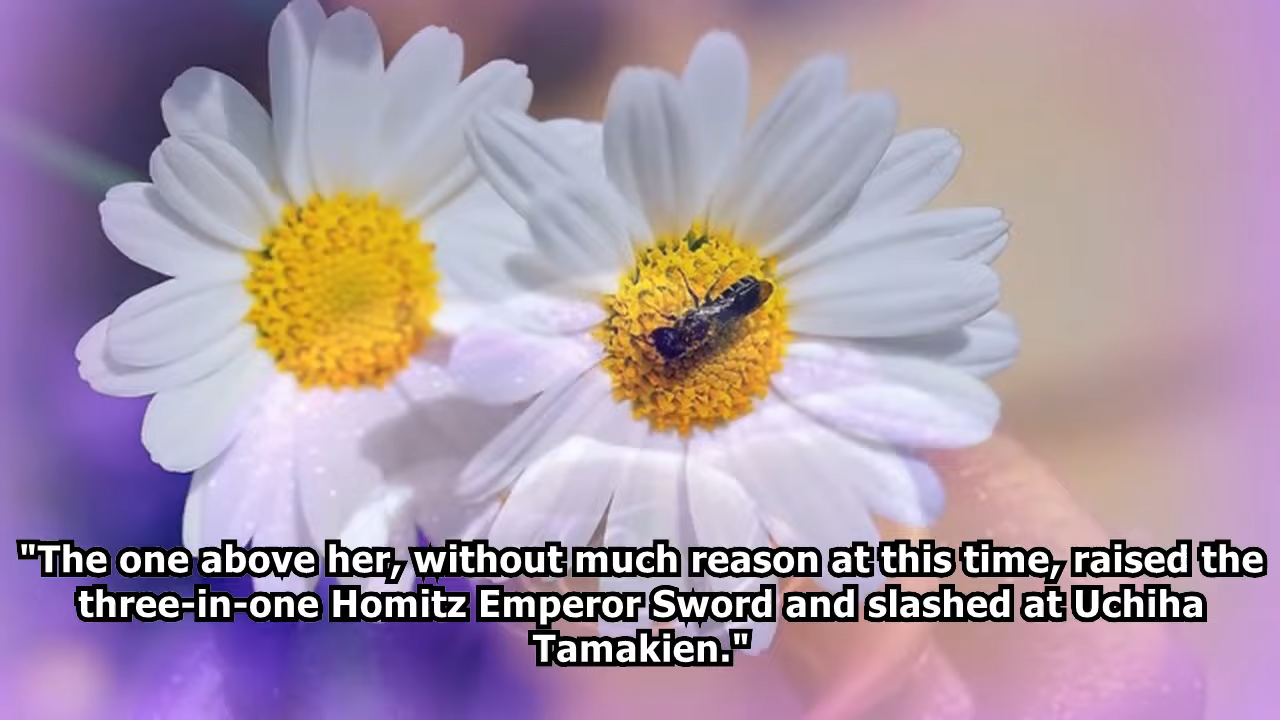 "The one above her, without much reason at this time, raised the
three-in-one Homitz Emperor Sword and slashed at Uchiha
Tamakien."